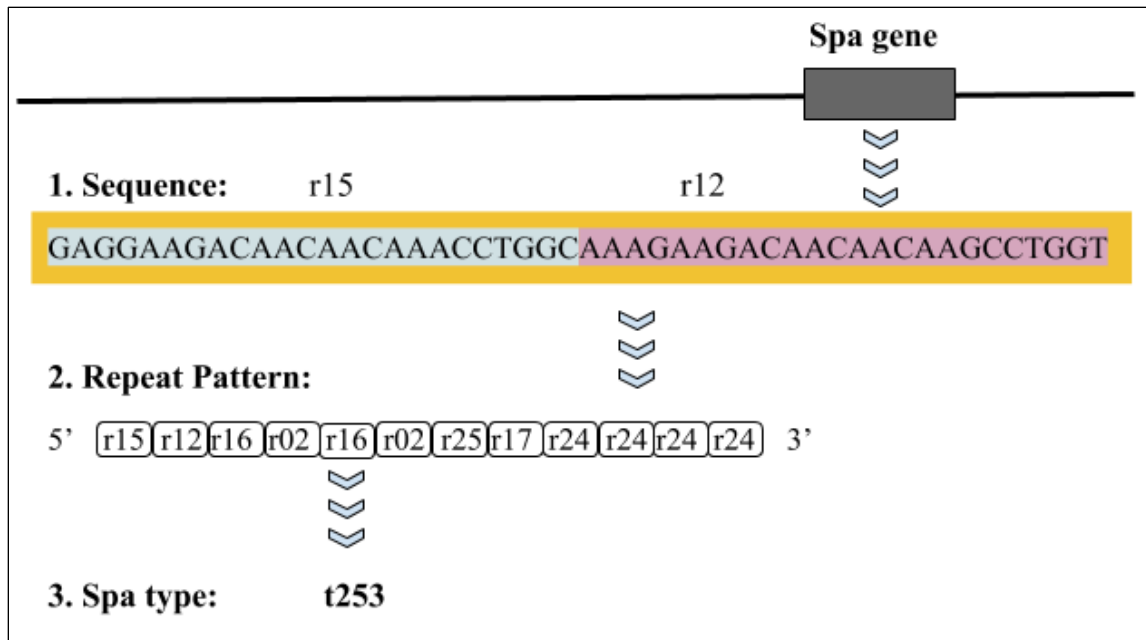 Spa gene
1. Sequence: r15 r12
GAGGAAGACAACAACAAACCTGGCAAAGAAGACAACAACAAGCCTGGT
2. Repeat Pattern:
5’ r15 r12 r16 r02 r16 r02 r25 r17 r24 r24 r24 r24 3’
3. Spa type: t253